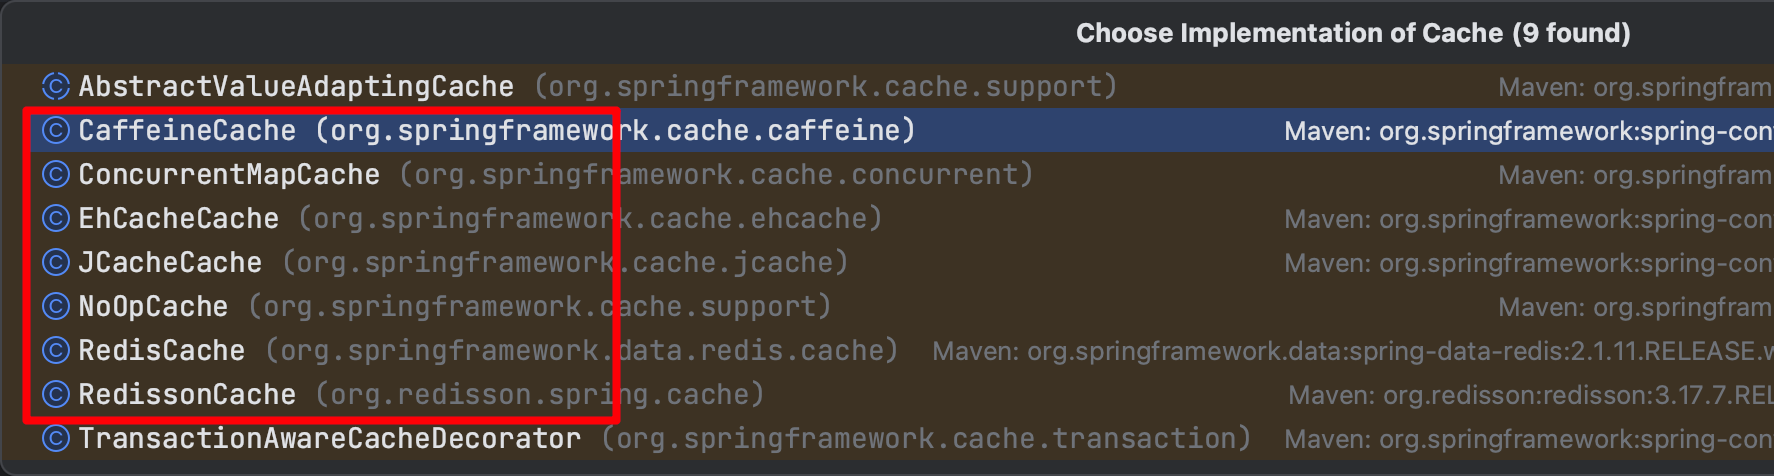 Choose Implementation of Cache (9 found)
AbstractValueAdaptingCache (org.springframework.cache.support) Maven: org.springfram
CaffeineCache (org.springframework.cache.caffeine) Maven: org.springframework:spring-con
ConcurrentMapCache (org.springframework.cache.concurrent) Maven: org.springfram
EhCacheCache (org.springframework.cache.ehcache) Maven: org.springframework:spring-con
JCacheCache (org.springframework.cache.jcache) Maven: org.springframework:spring-con
NoOpCache (org.springframework.cache.support) Maven: org.springfram
RedisCache (org.springframework.data.redis.cache) Maven: org.springframework.data:spring-data-redis:2.1.11.RELEASE.w
RedissonCache (org.redisson.spring.cache) Maven: org.redisson:redisson:3.17.7.REL
TransactionAwareCacheDecorator (org.springframework.cache.transaction) Maven: org.springframework:spring-con